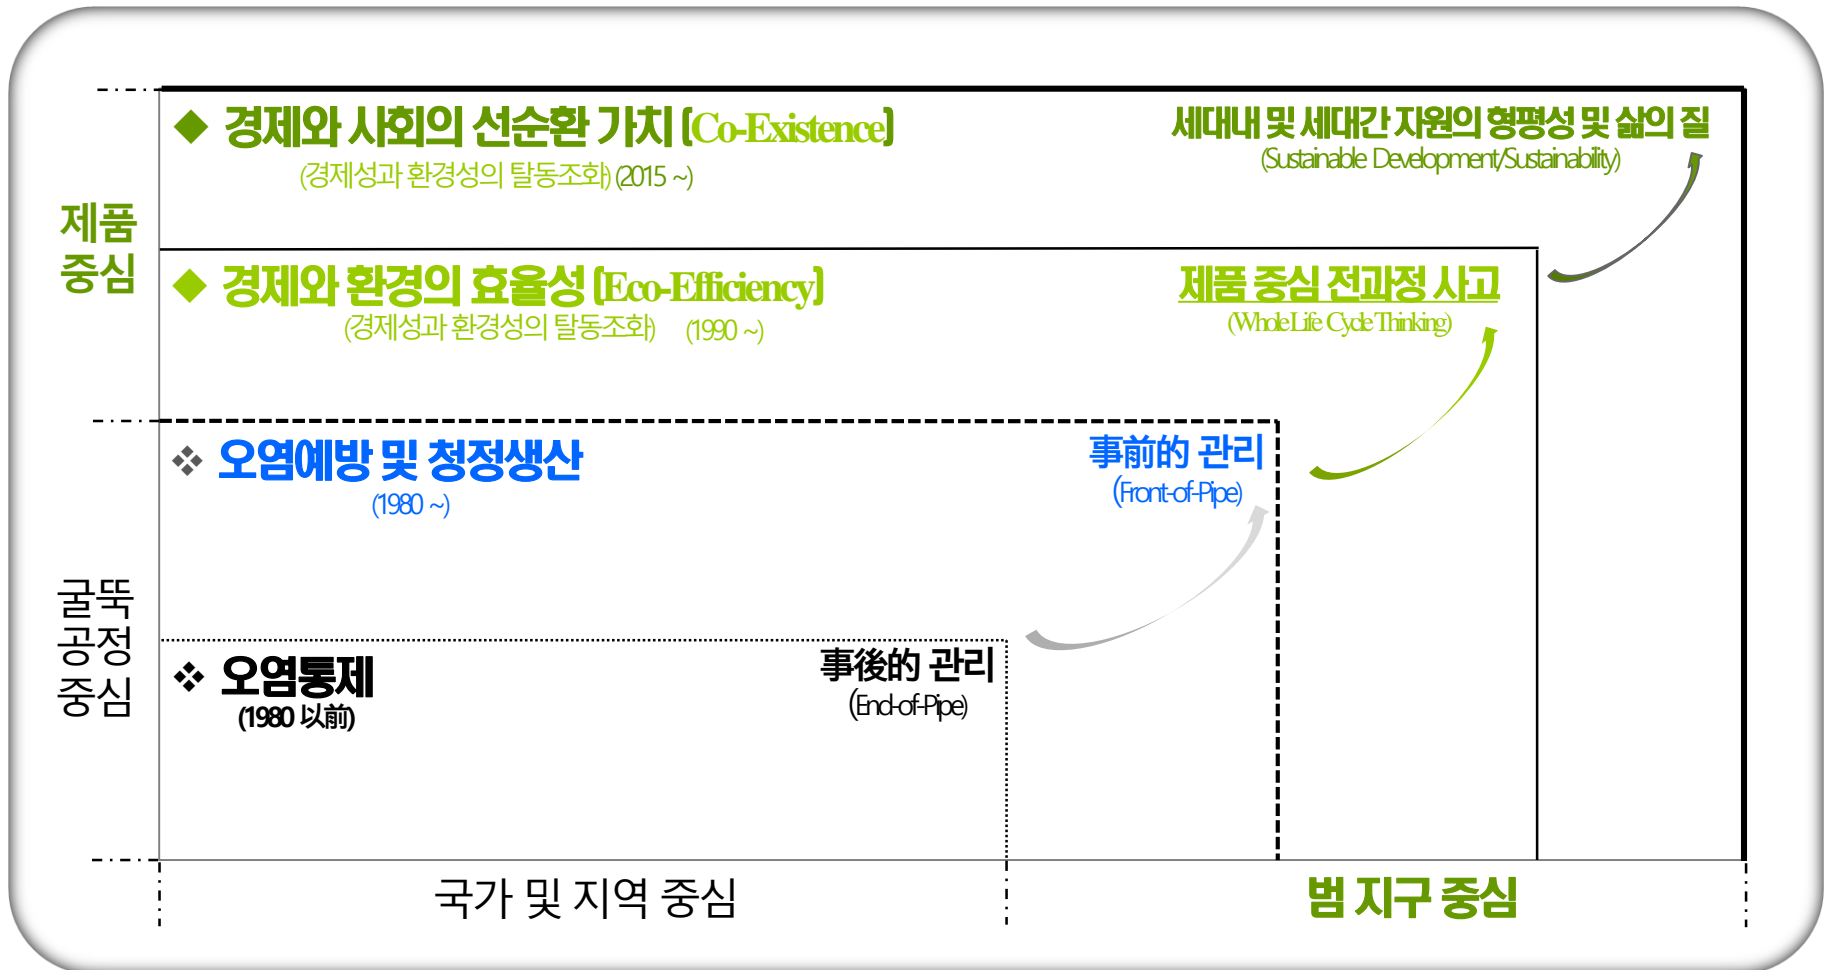 ◆ 경제와 사회의 선순환 가치 (Co-Existence)
(경제성과 환경성의 탈동조화) (2015 ~)
세대내 및 세대간 자원의 형평성 및 삶의 질
(Sustainable Development/Sustainability)
제품
중심
◆ 경제와 환경의 효율성 (Eco-Efficiency)
(경제성과 환경성의 탈동조화) (1990 ~)
제품 중심 전과정 사고
(Whole Life Cycle Thinking)
❖ 오염예방 및 청정생산
(1980 ~)
事前的 관리
(Front-of-Pipe)
굴뚝
공정
중심
❖ 오염통제
(1980 以前)
事後的 관리
(End-of-Pipe)
국가 및 지역 중심
범 지구 중심